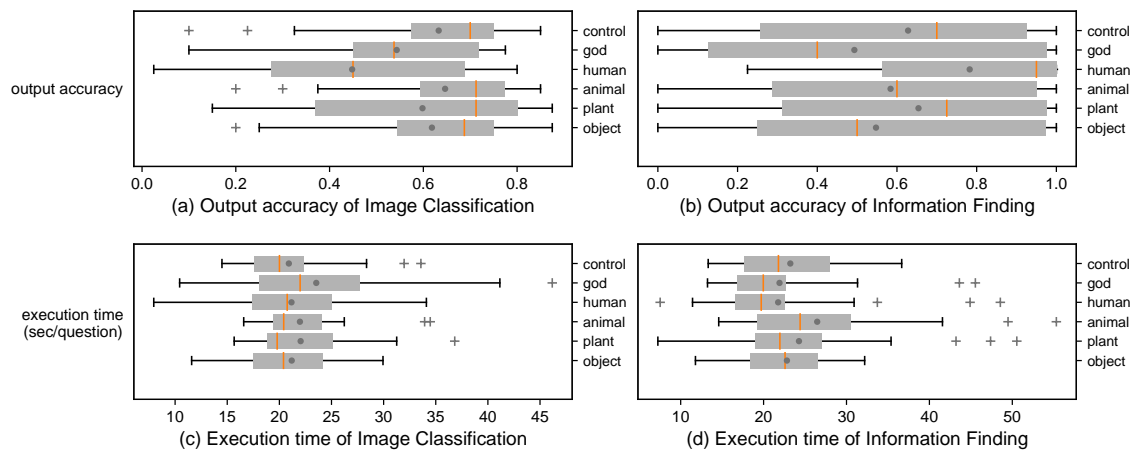 output accuracy
control
god
human
animal
plant
object
0.0 0.2 0.4 0.6 0.8
(a) Output accuracy of Image Classification
control
god
human
animal
plant
object
0.0 0.2 0.4 0.6 0.8 1.0
(b) Output accuracy of Information Finding
execution time
(sec/question)
control
god
human
animal
plant
object
10 15 20 25 30 35 40 45
(c) Execution time of Image Classification
control
god
human
animal
plant
object
10 20 30 40 50
(d) Execution time of Information Finding